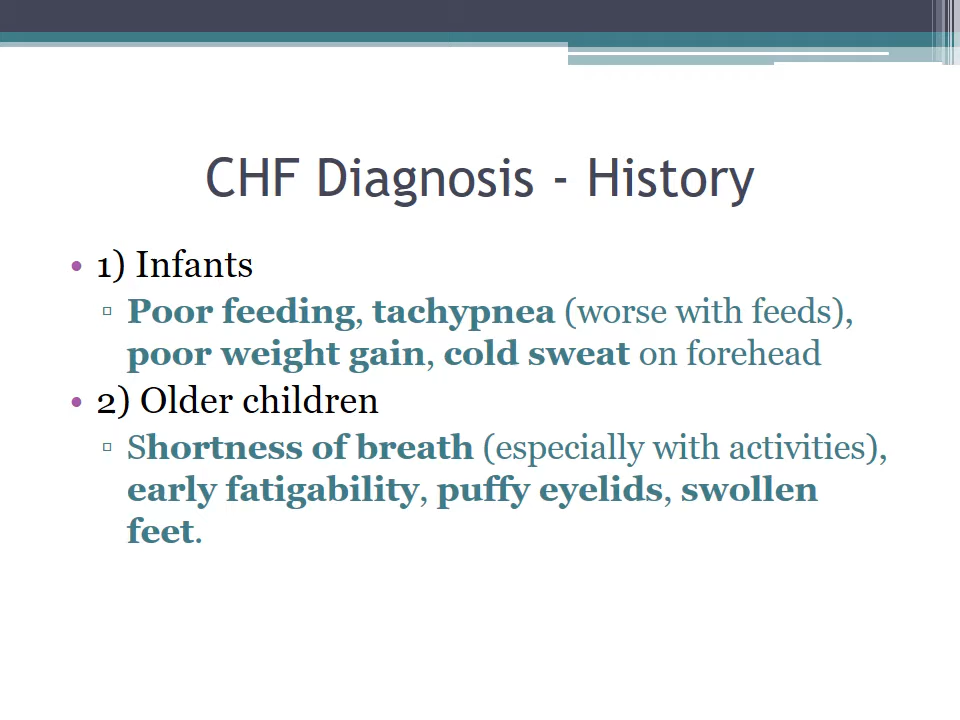 CHF Diagnosis - History
• 1) Infants
▫ Poor feeding, tachypnea (worse with feeds),
poor weight gain, cold sweat on forehead
• 2) Older children
▫ Shortness of breath (especially with activities),
early fatigability, puffy eyelids, swollen
feet.